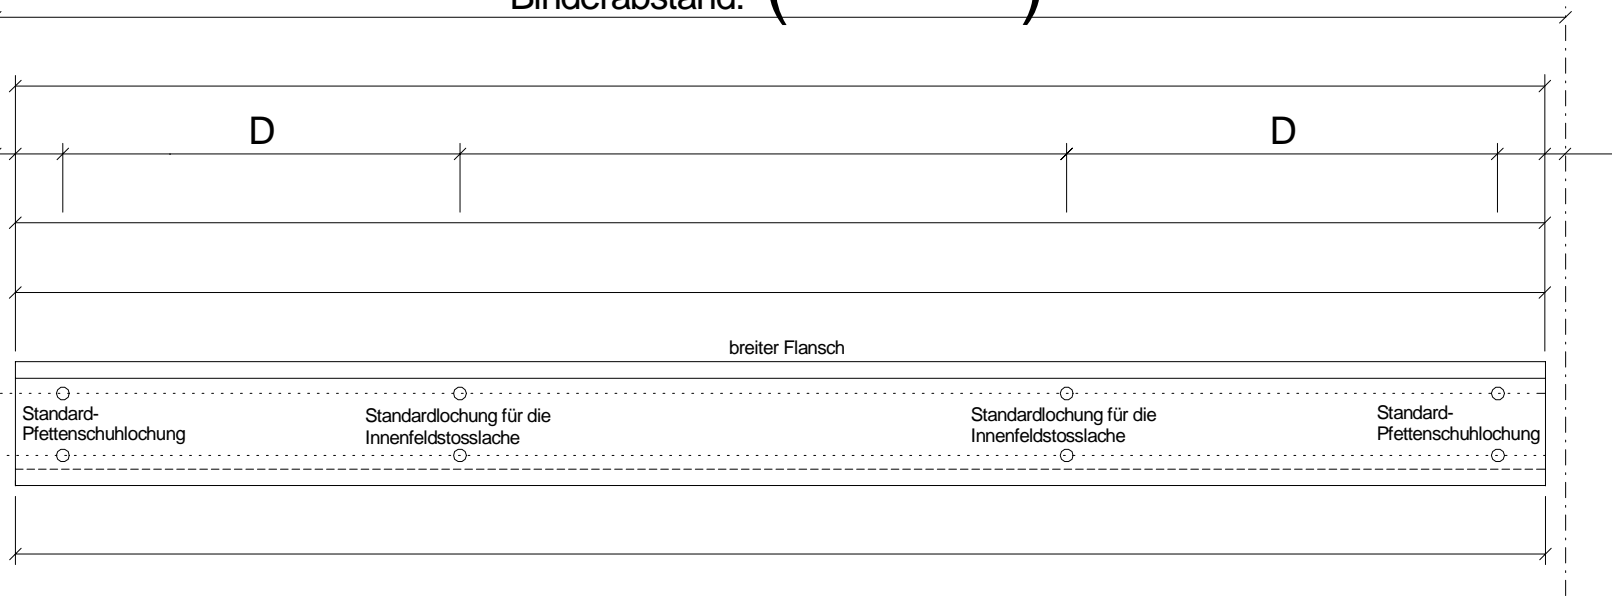 Binderabstand: ( )
D D
breiter Flansch
Standard-
Pfettenschuhlochung
Standardlochung für die
Innenfeldstosslache
Standardlochung für die
Innenfeldstosslache
Standard-
Pfettenschuhlochung